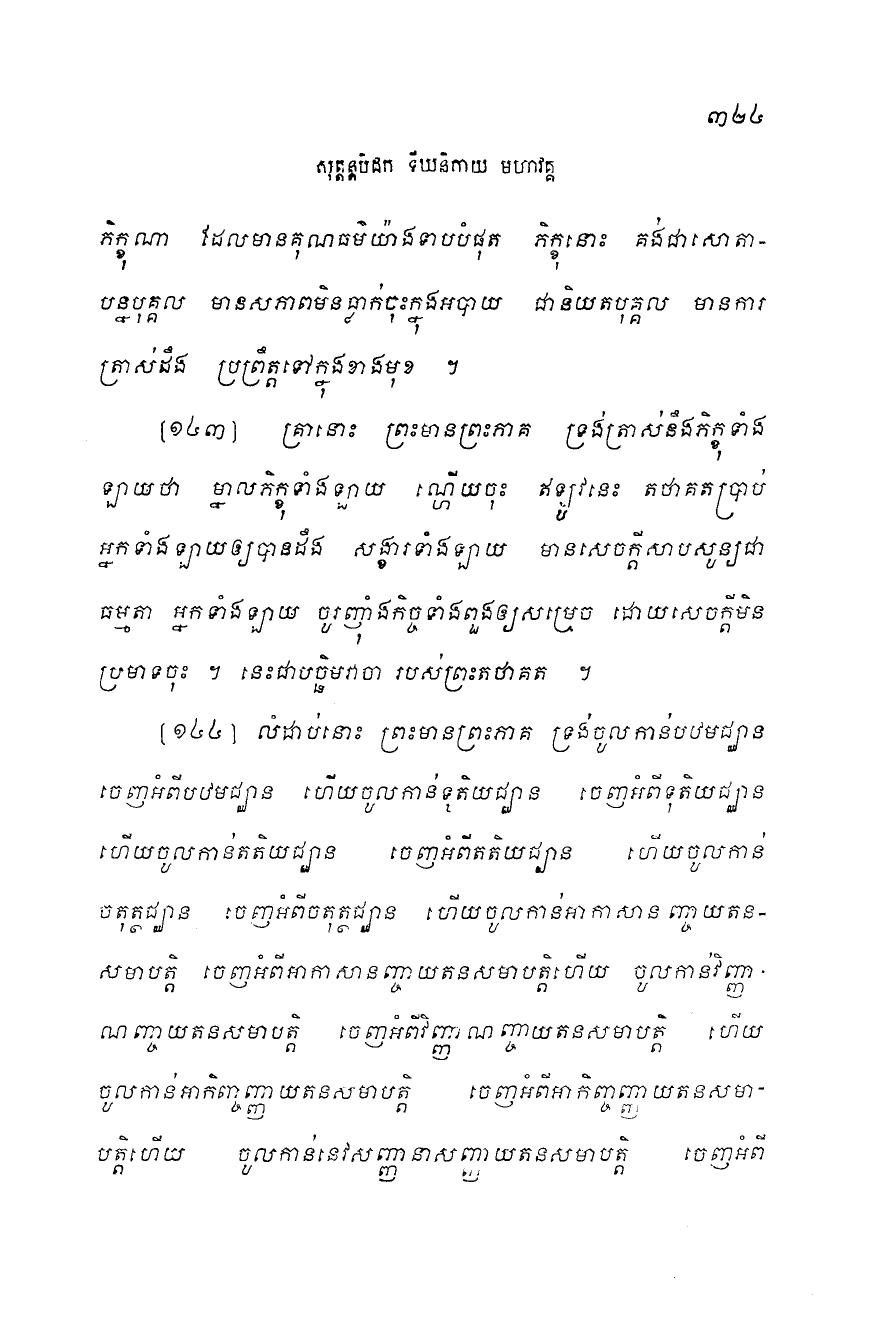 ៣២៤
សុត្តន្តបិដក ទីឃនិកាយ មហាវគ្គ
ភិក្ខុណា ដែលមានគុណធម៌យ៉ាងទាបបំផុត ភិក្ខុនោះ គង់ជាសោតា-
បន្នបុគ្គល មានសភាពមិនធ្លាក់ចុះក្នុងអបាយ ជានិយតបុគ្គល មានការ
ត្រាស់ដឹង ប្រព្រឹត្តទៅក្នុងខាងមុខ ។
[១៤៣] គ្រានោះ ព្រះមានព្រះភាគ ទ្រង់ត្រាស់នឹងភិក្ខុទាំង
ឡាយថា ម្នាលភិក្ខុទាំងឡាយ ណ្ហើយចុះ ឥឡូវនេះ តថាគតប្រាប់
អ្នកទាំងឡាយឲ្យបានដឹង សង្ខារទាំងឡាយ មានសេចក្តីសាបសូន្យជា
ធម្មតា អ្នកទាំងឡាយ ចូរញ៉ាំងកិច្ចទាំងពួងឲ្យសម្រេច ដោយសេចក្តីមិន
ប្រមាទចុះ ។ នេះជាបច្ឆិមវាចា របស់ព្រះតថាគត ។
[១៤៤] លំដាប់នោះ ព្រះមានព្រះភាគ ទ្រង់ចូលកាន់បឋមជ្ឈាន
ចេញអំពីបឋមជ្ឈាន ហើយចូលកាន់ទុតិយជ្ឈាន ចេញអំពីទុតិយជ្ឈាន
ហើយចូលកាន់តតិយជ្ឈាន ចេញអំពីតតិយជ្ឈាន ហើយចូលកាន់
ចតុត្ថជ្ឈាន ចេញអំពីចតុត្ថជ្ឈាន ហើយចូលកាន់អាកាសានញ្ចាយតន-
សមាបត្តិ ចេញអំពីអាកាសានញ្ចាយតនសមាបត្តិហើយ ចូលកាន់វិញ្ញា-
ណញ្ចាយតនសមាបត្តិ ចេញអំពីវិញ្ញាណញ្ចាយតនសមាបត្តិ ហើយ
ចូលកាន់អាកិញ្ចញ្ញាយតនសមាបត្តិ ចេញអំពីអាកិញ្ចញ្ញាយតនសមា-
បត្តិហើយ ចូលកាន់នេវសញ្ញានាសញ្ញាយតនសមាបត្តិ ចេញអំពី